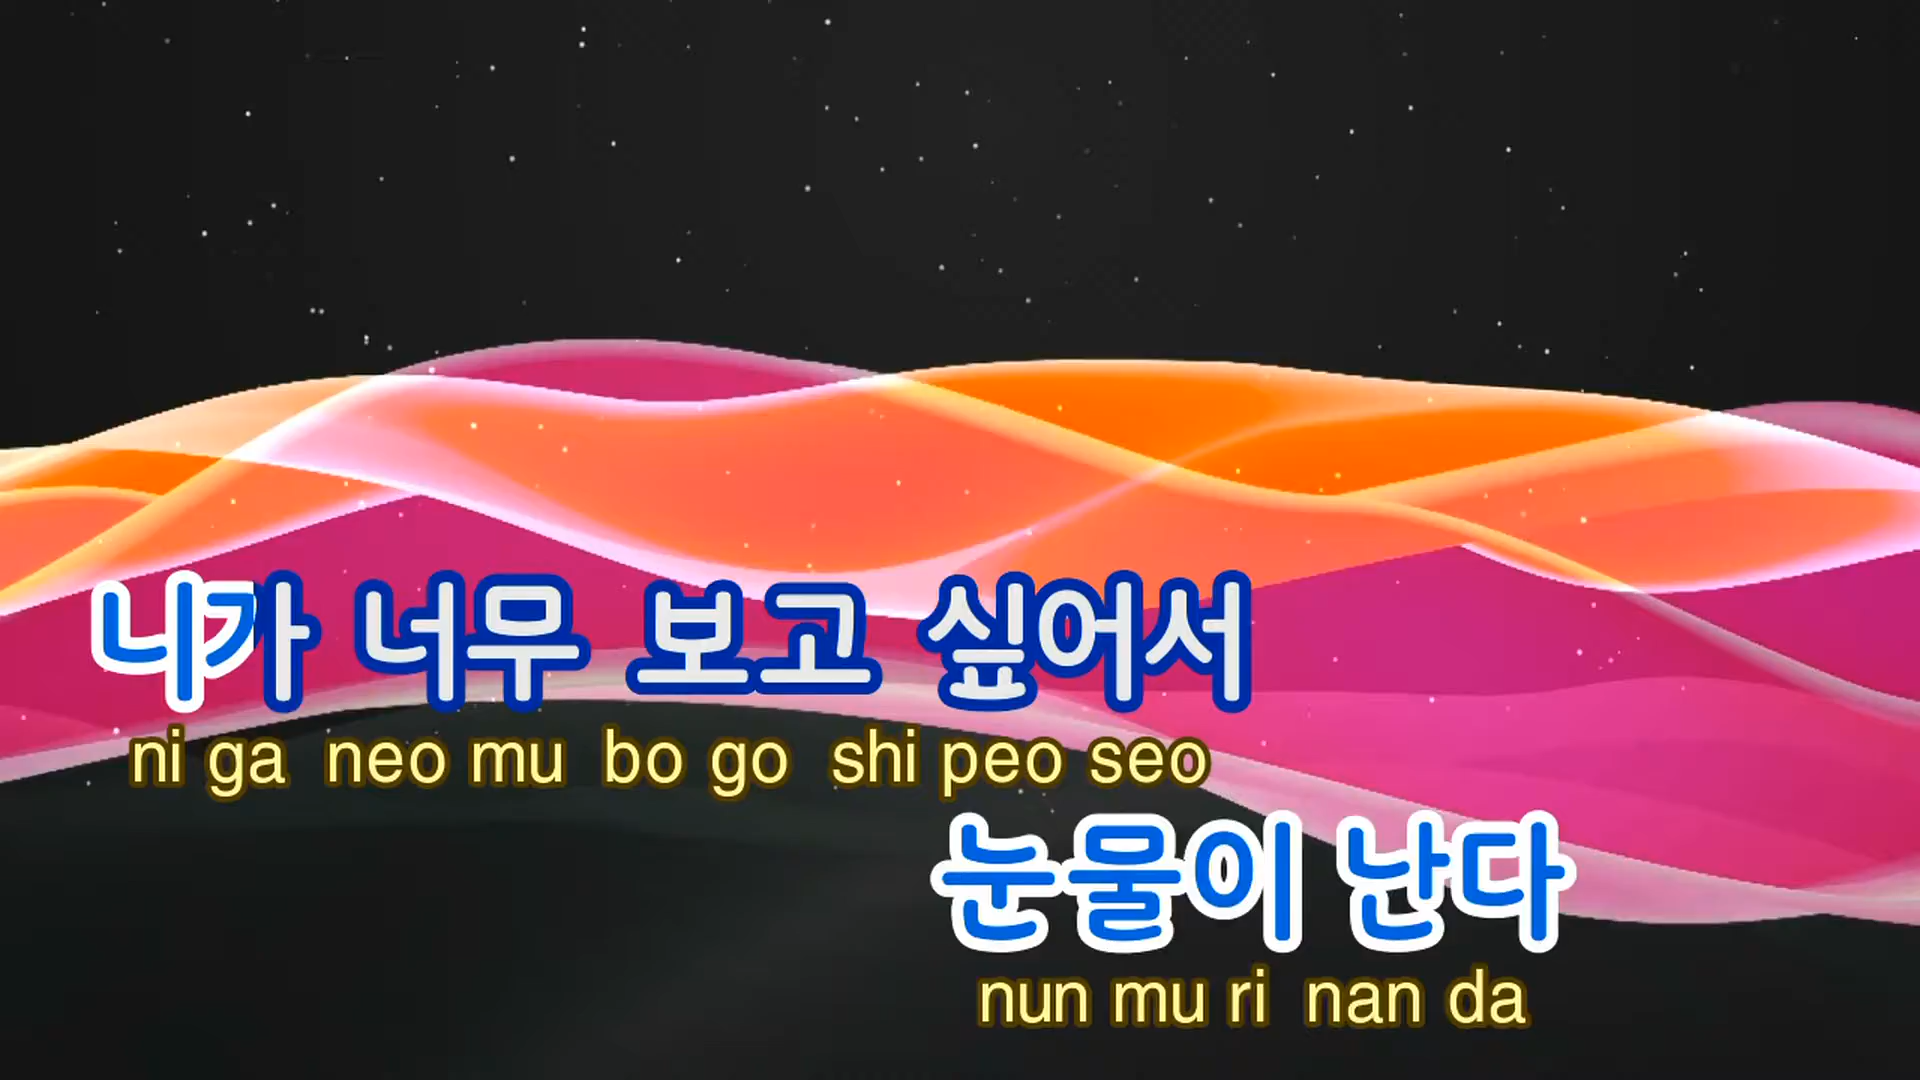 니가 너무 보고 싶어서
ni ga neo mu bo go shi peo seo
눈물이 난다
nun mu ri nan da